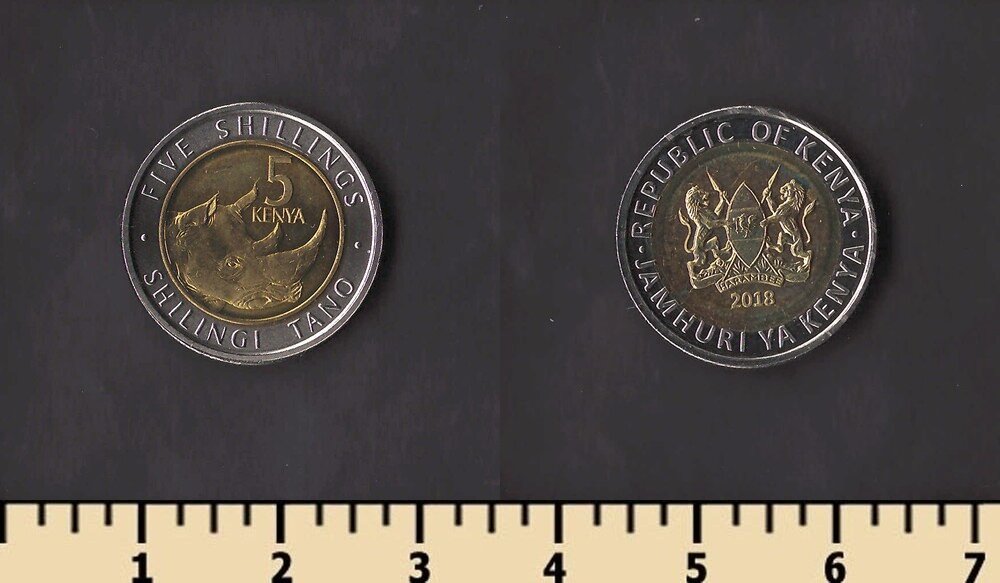 FIVE SHILLINGS
5
KENYA
SHILINGI TANO
REPUBLIC OF KENYA
HARAMBEE
2018
JAMHURI YA KENYA
1 2 3 4 5 6 7